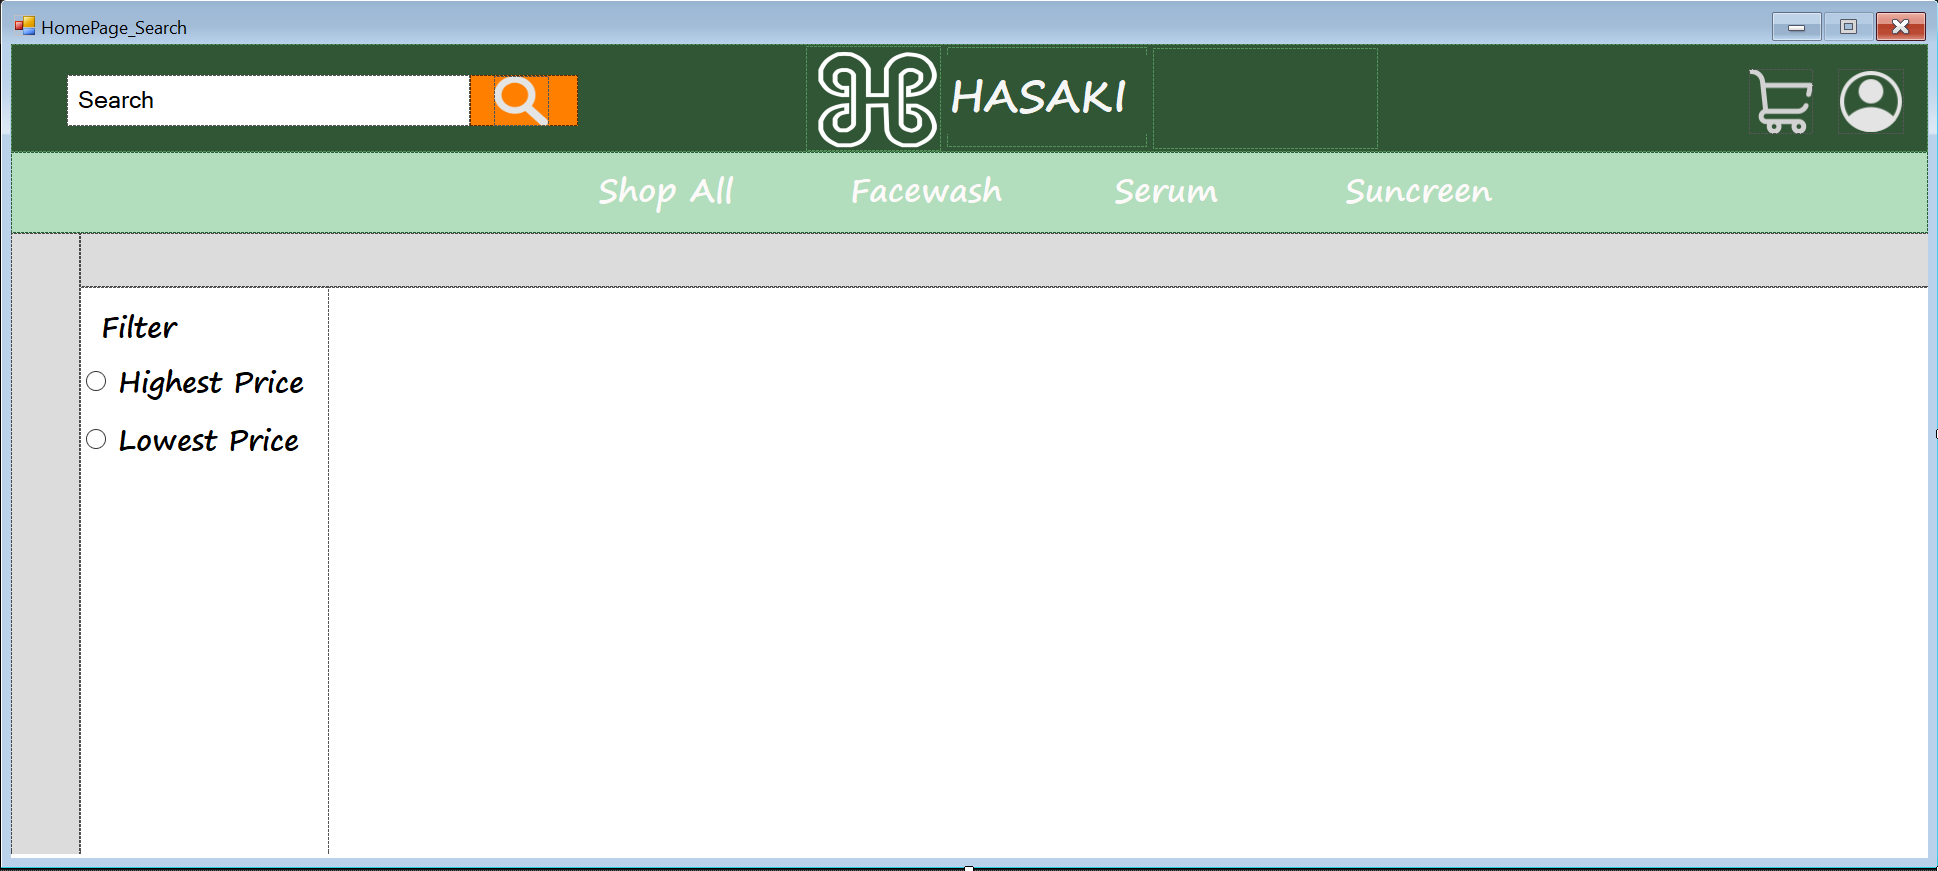 HomePage_Search
Search
HASAKI
Shop All Facewash Serum Suncreen
Filter
Highest Price
Lowest Price